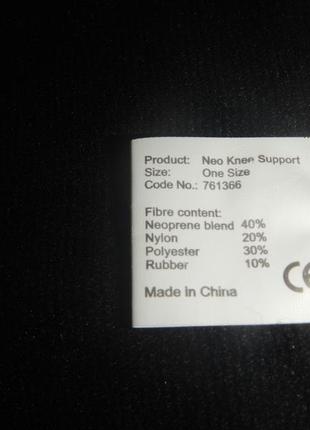 Product: Neo Knee Support
Size: One Size
Code No.: 761366
Fibre content:
Neoprene blend 40%
Nylon 20%
Polyester 30%
Rubber 10%
CE
Made in China